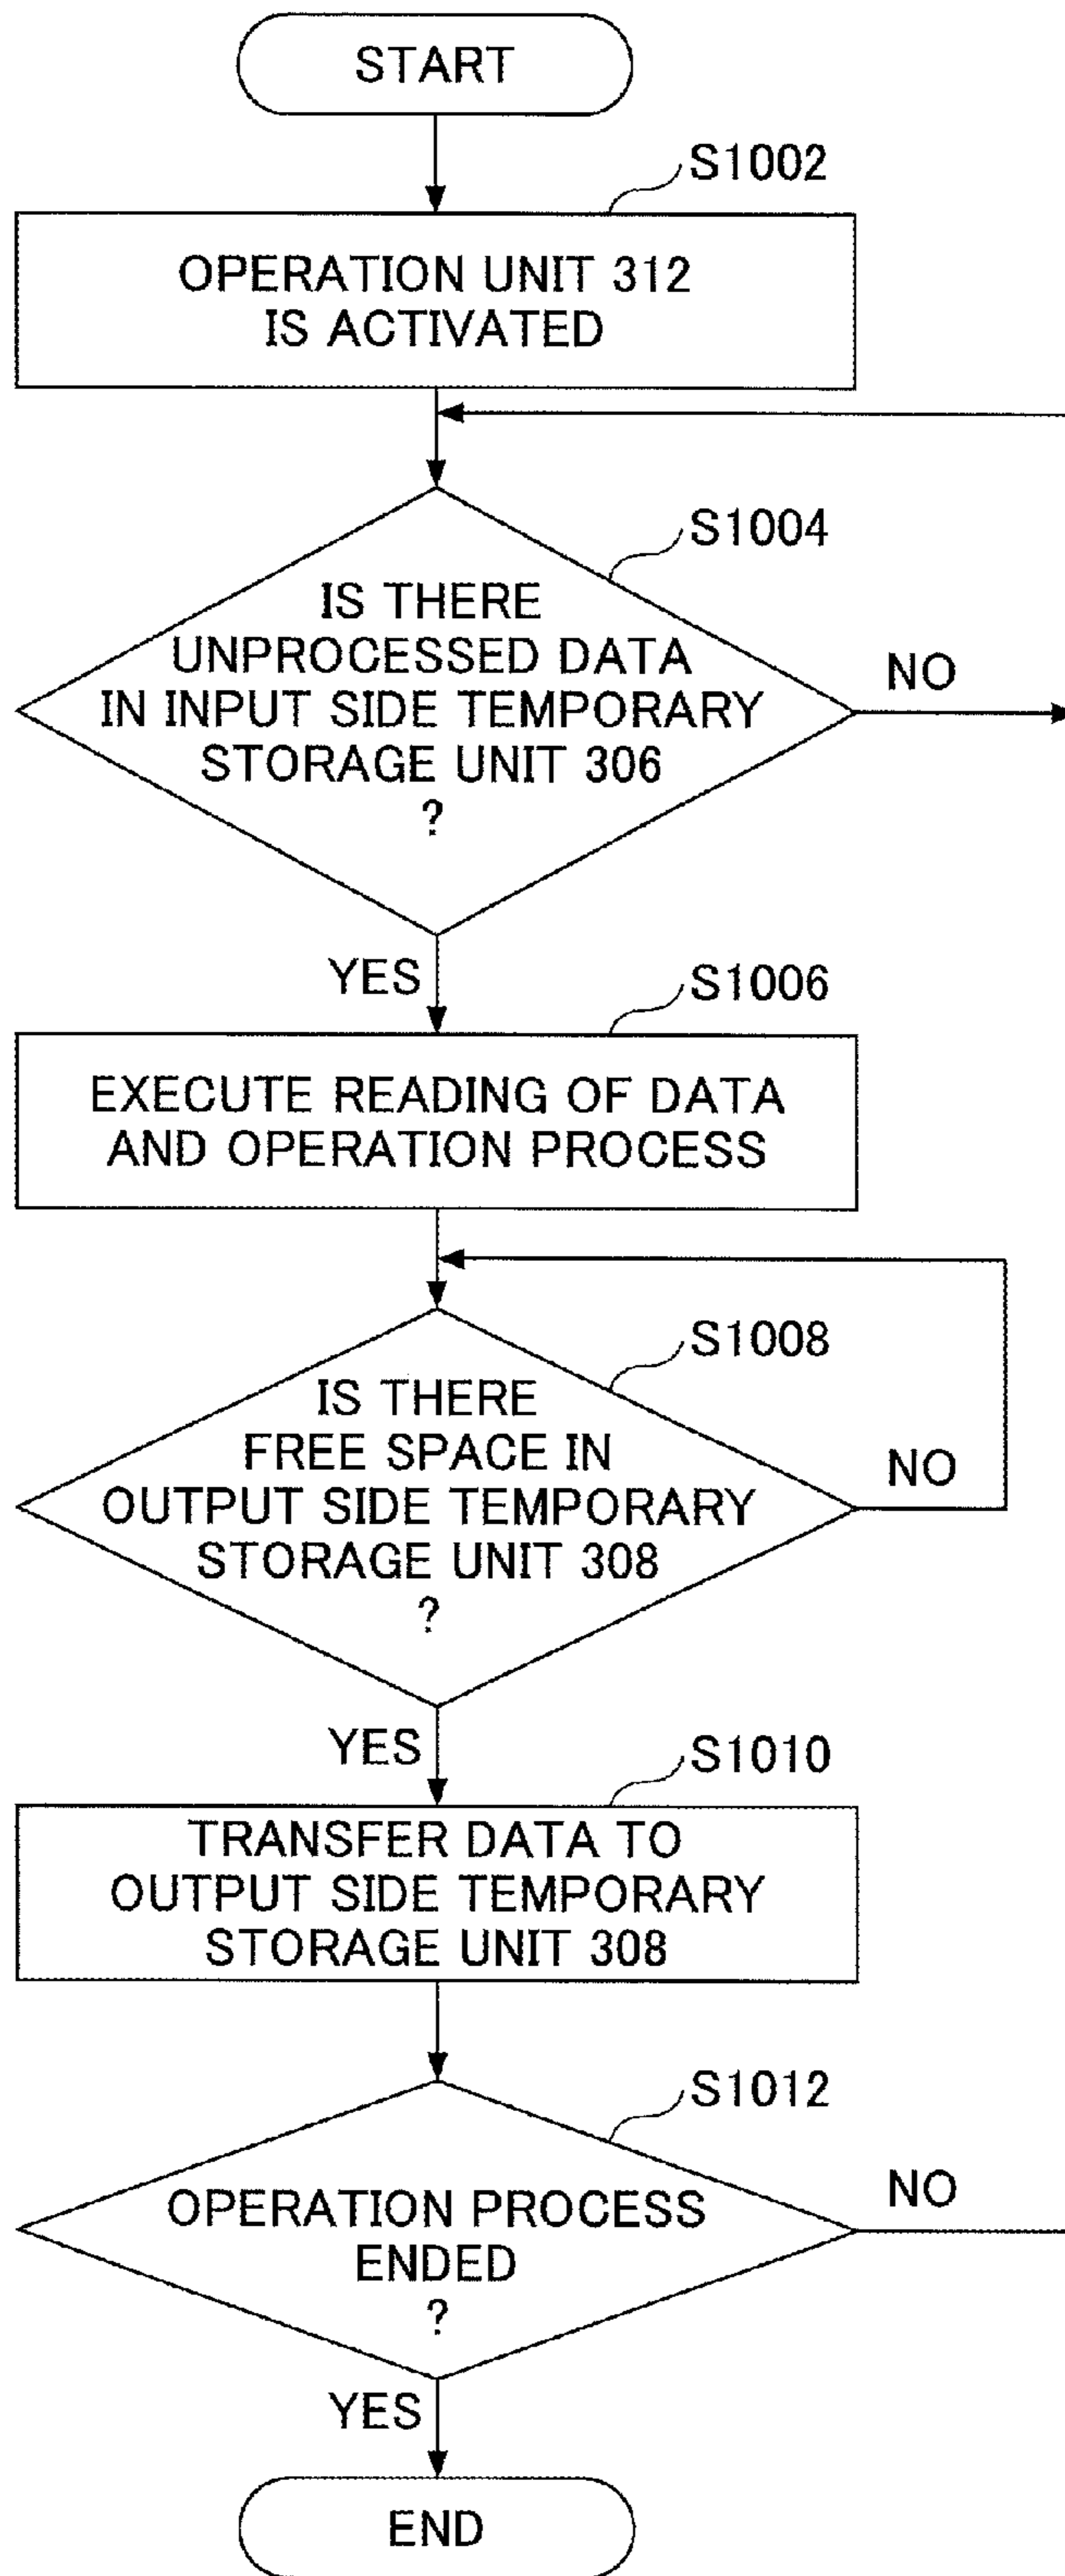 START
S1002
OPERATION UNIT 312
IS ACTIVATED
S1004
IS THERE
UNPROCESSED DATA
IN INPUT SIDE TEMPORARY
STORAGE UNIT 306
?
NO
YES
S1006
EXECUTE READING OF DATA
AND OPERATION PROCESS
S1008
IS THERE
FREE SPACE IN
OUTPUT SIDE TEMPORARY
STORAGE UNIT 308
?
NO
YES
S1010
TRANSFER DATA TO
OUTPUT SIDE TEMPORARY
STORAGE UNIT 308
S1012
OPERATION PROCESS
ENDED
?
NO
YES
END